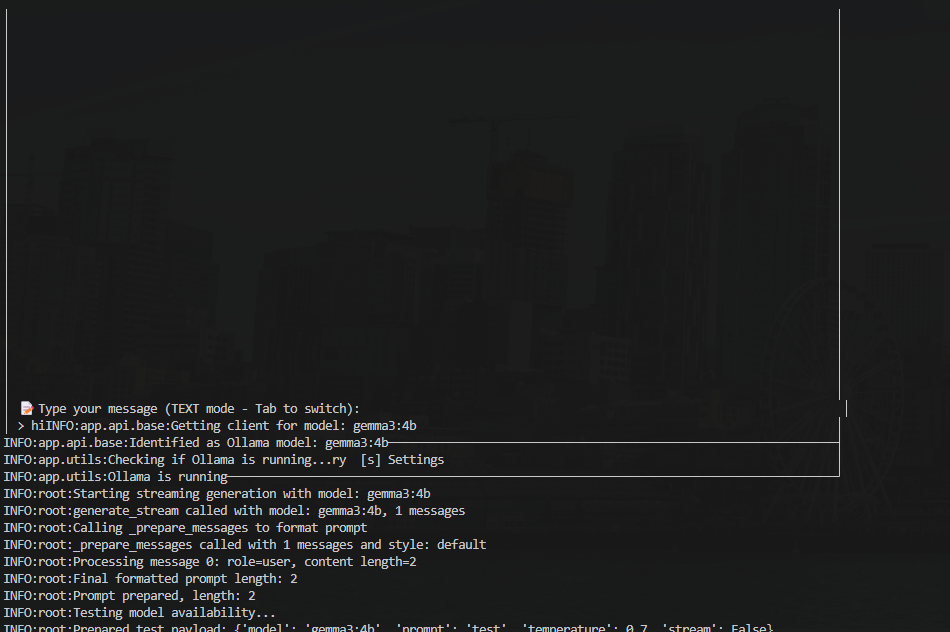 📝 Type your message (TEXT mode - Tab to switch):
> hiINFO:app.api.base:Getting client for model: gemma3:4b
INFO:app.api.base:Identified as Ollama model: gemma3:4b
INFO:app.utils:Checking if Ollama is running...ry  [s] Settings
INFO:app.utils:Ollama is running
INFO:root:Starting streaming generation with model: gemma3:4b
INFO:root:generate_stream called with model: gemma3:4b, 1 messages
INFO:root:Calling _prepare_messages to format prompt
INFO:root:_prepare_messages called with 1 messages and style: default
INFO:root:Processing message 0: role=user, content length=2
INFO:root:Final formatted prompt length: 2
INFO:root:Prompt prepared, length: 2
INFO:root:Testing model availability...
INFO:root:Prepared test payload: {'model': 'gemma3:4b', 'prompt': 'test', 'temperature': 0.7, 'stream': False}